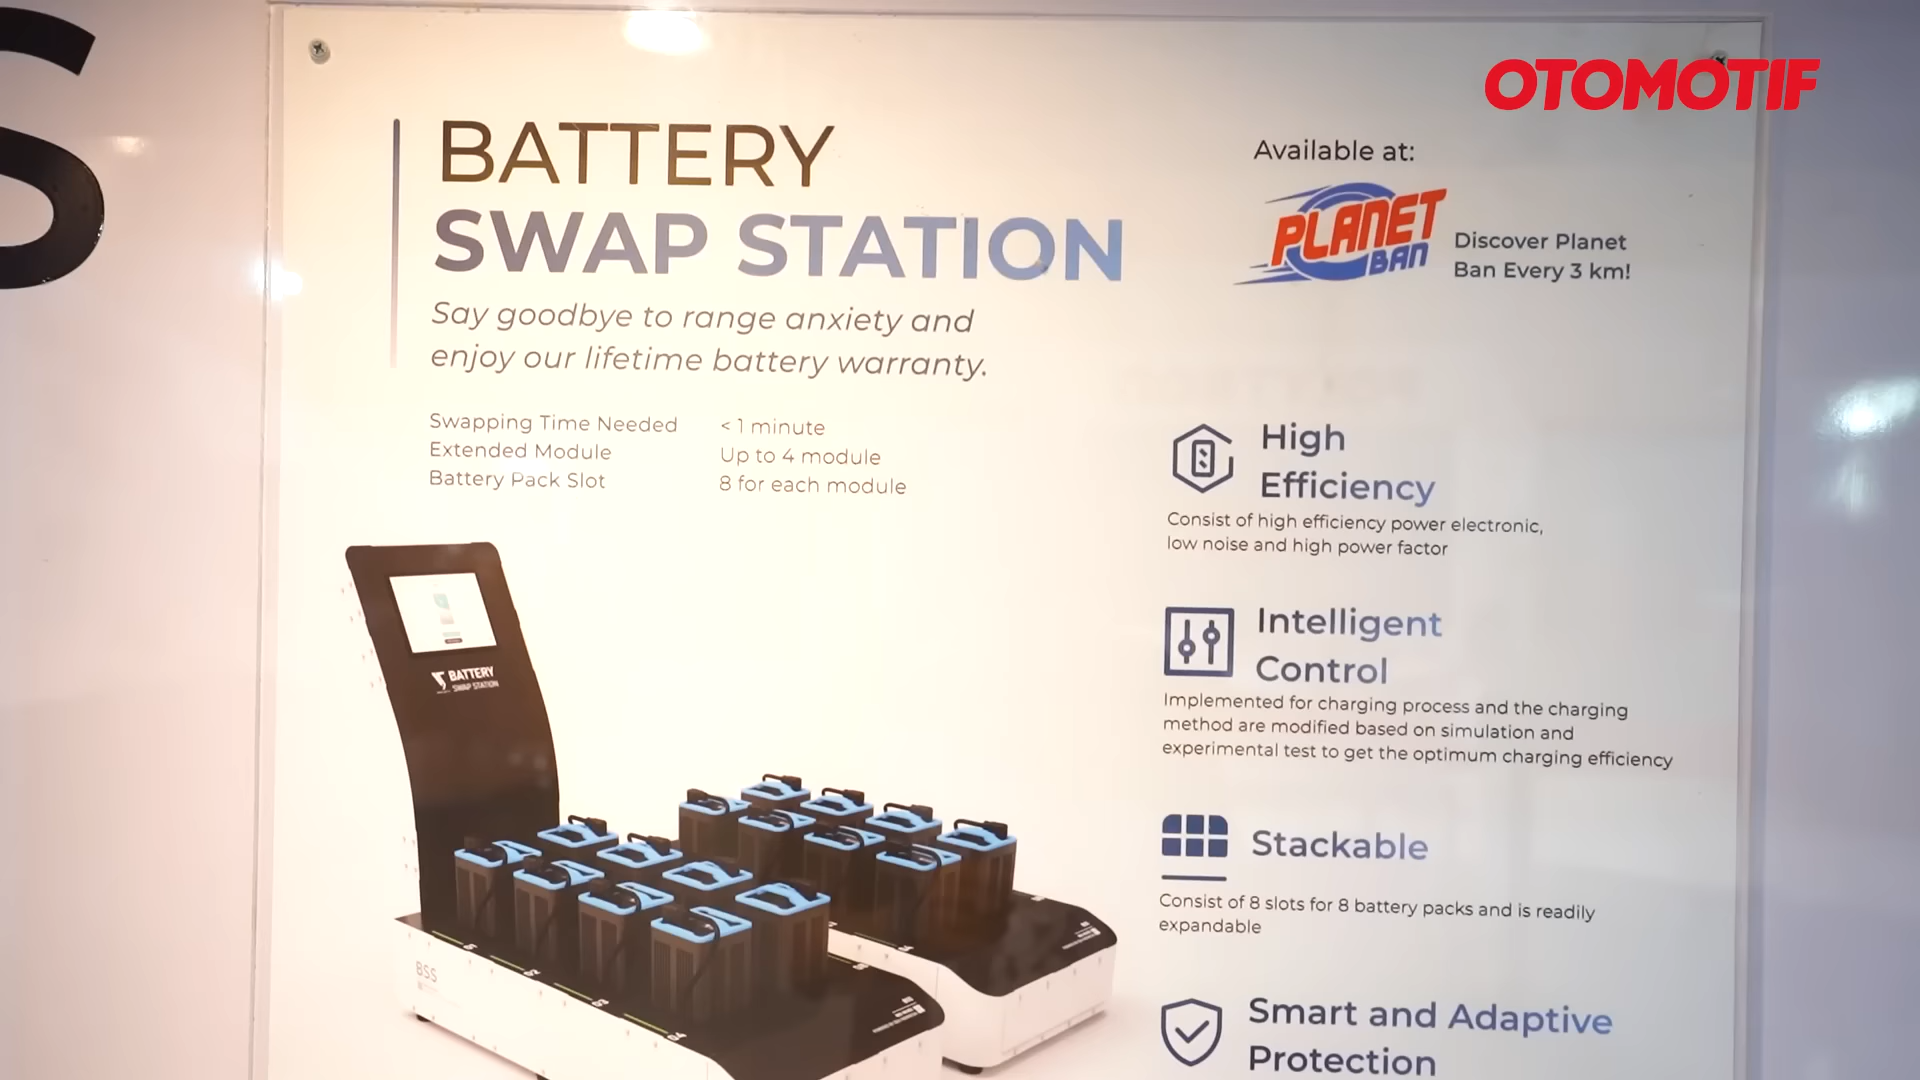 S
OTOMOTIF
BATTERY
SWAP STATION
Say goodbye to range anxiety and
enjoy our lifetime battery warranty.
Swapping Time Needed < 1 minute
Extended Module Up to 4 module
Battery Pack Slot 8 for each module
BATTERY
SWAP STATION
BSS
01
02
03
04
Available at:
PLANET
BAN
Discover Planet
Ban Every 3 km!
High
Efficiency
Consist of high efficiency power electronic,
low noise and high power factor
Intelligent
Control
Implemented for charging process and the charging
method are modified based on simulation and
experimental test to get the optimum charging efficiency
Stackable
Consist of 8 slots for 8 battery packs and is readily
expandable
Smart and Adaptive
Protection